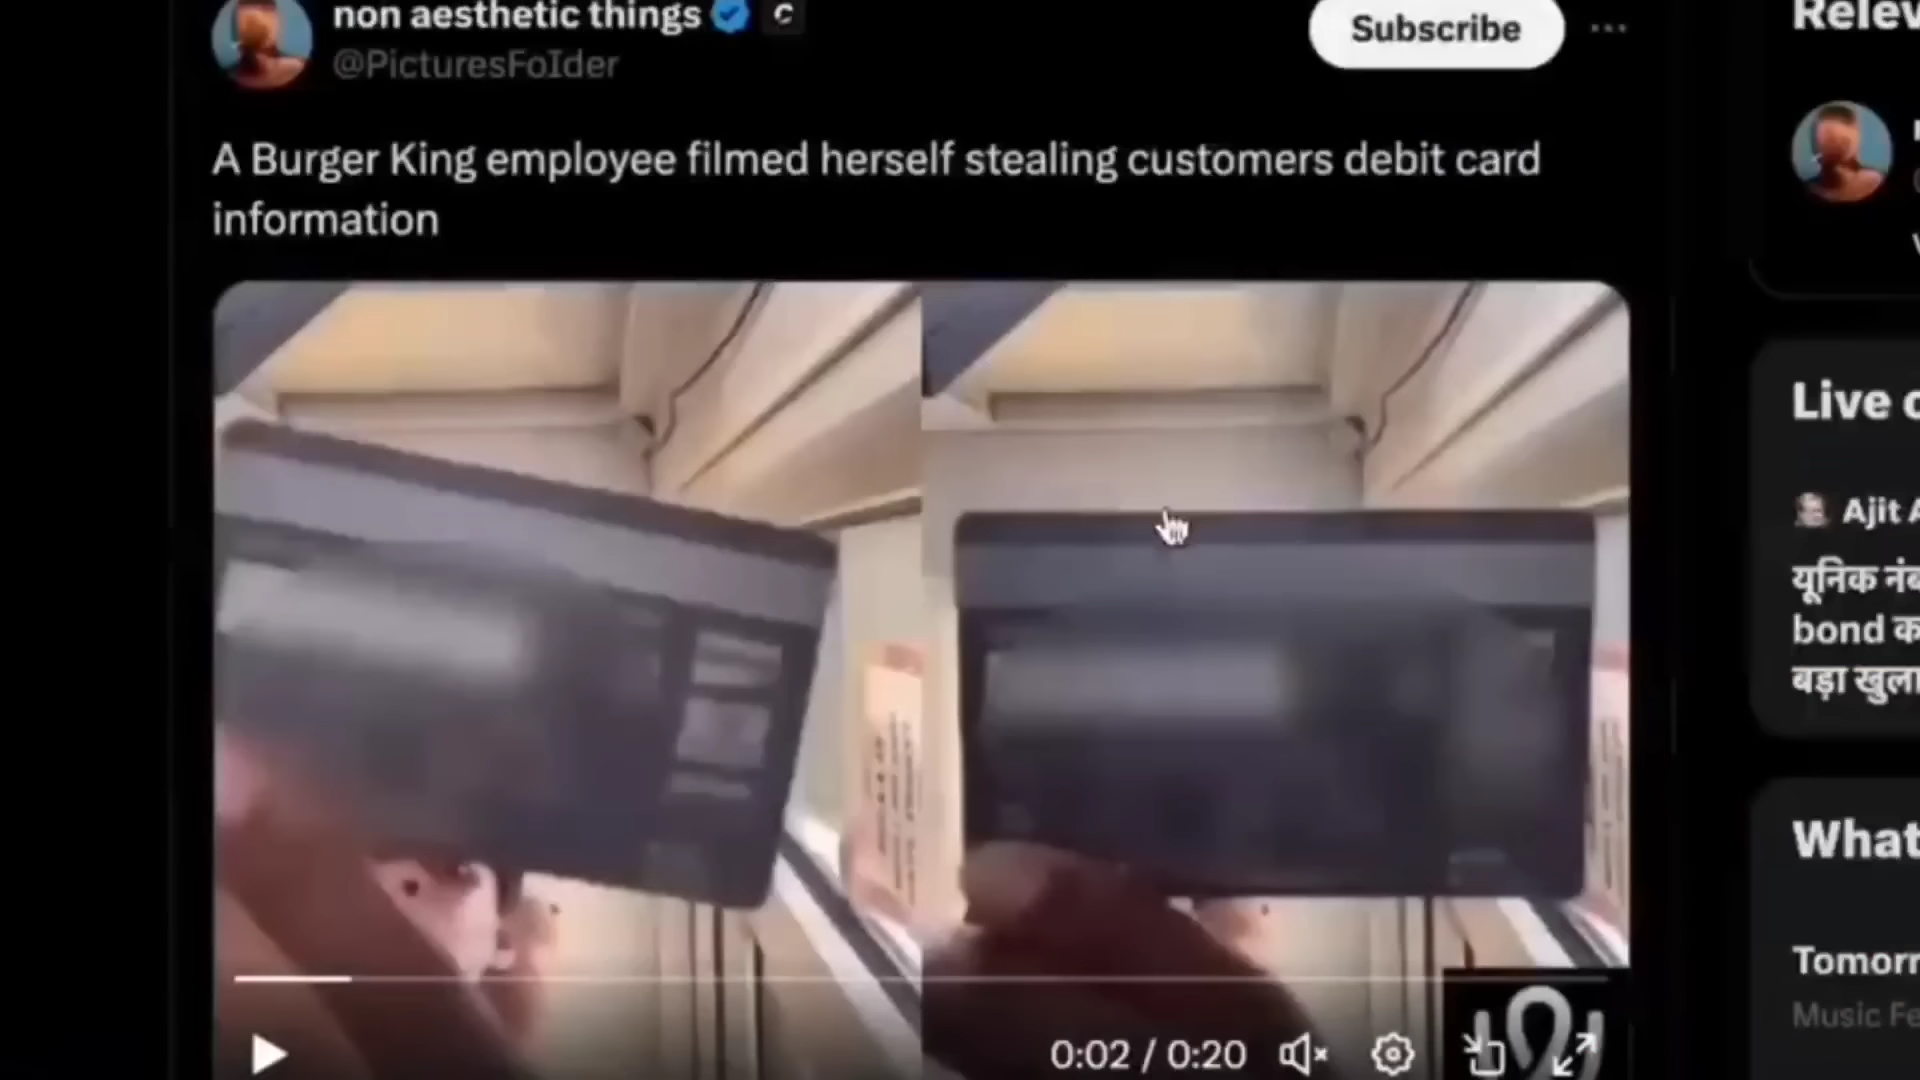 non aesthetic things
@PicturesFoIder
Subscribe
A Burger King employee filmed herself stealing customers debit card
information
0:02 / 0:20
Relev
Live
Ajit
यूनिक
bond
बड़ा
What
Tomorr
Music Fe